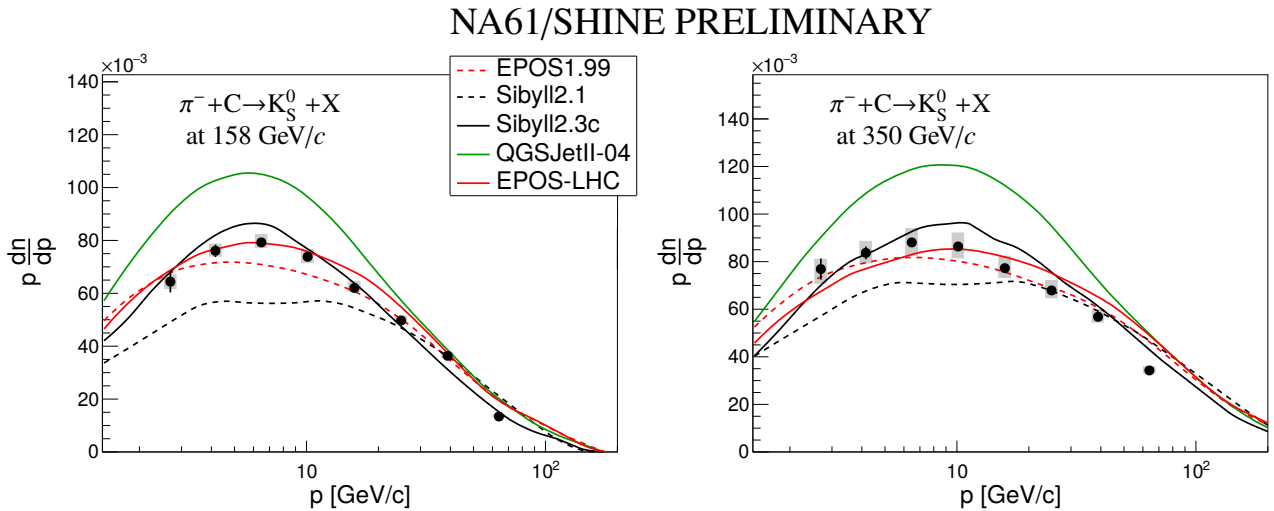 NA61/SHINE PRELIMINARY
×10⁻³
140
120
100
80
60
40
20
0
p dn/dp
π⁻+C→K⁰_S +X
at 158 GeV/c
10
10²
p [GeV/c]
EPOS1.99
Sibyll2.1
Sibyll2.3c
QGSJetII-04
EPOS-LHC
×10⁻³
140
120
100
80
60
40
20
0
p dn/dp
π⁻+C→K⁰_S +X
at 350 GeV/c
10
10²
p [GeV/c]